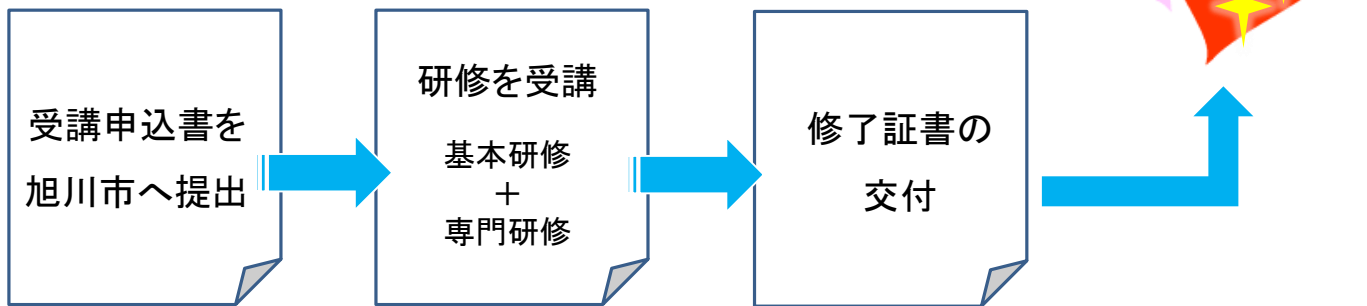 受講申込書を
旭川市へ提出
研修を受講
基本研修
＋
専門研修
修了証書の
交付